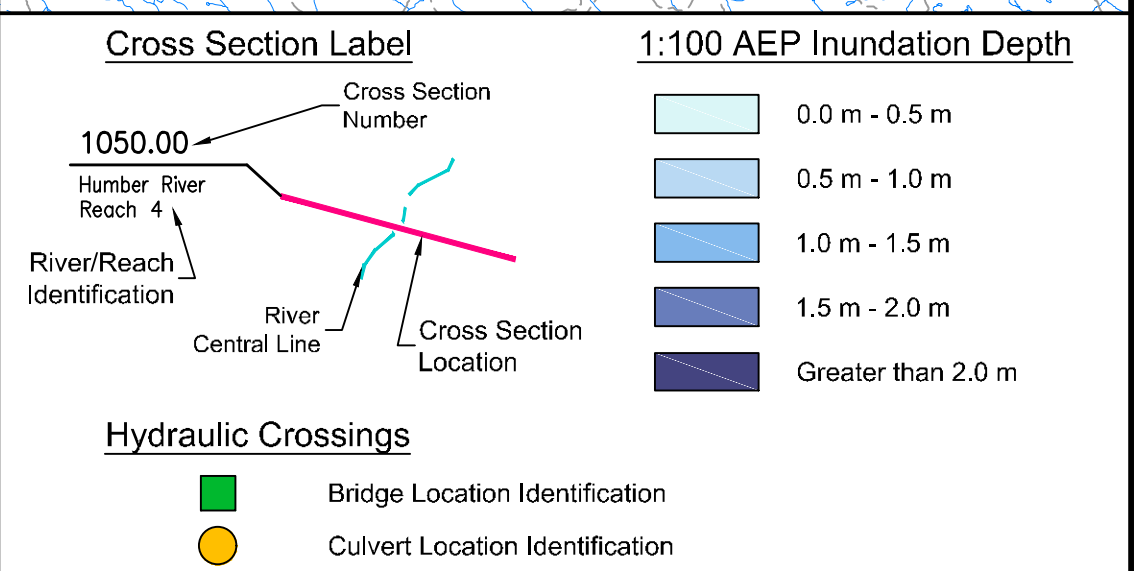 Cross Section Label
Cross Section
Number
1050.00
Humber River
Reach 4
River/Reach
Identification
River
Central Line
Cross Section
Location
1:100 AEP Inundation Depth
0.0 m - 0.5 m
0.5 m - 1.0 m
1.0 m - 1.5 m
1.5 m - 2.0 m
Greater than 2.0 m
Hydraulic Crossings
Bridge Location Identification
Culvert Location Identification